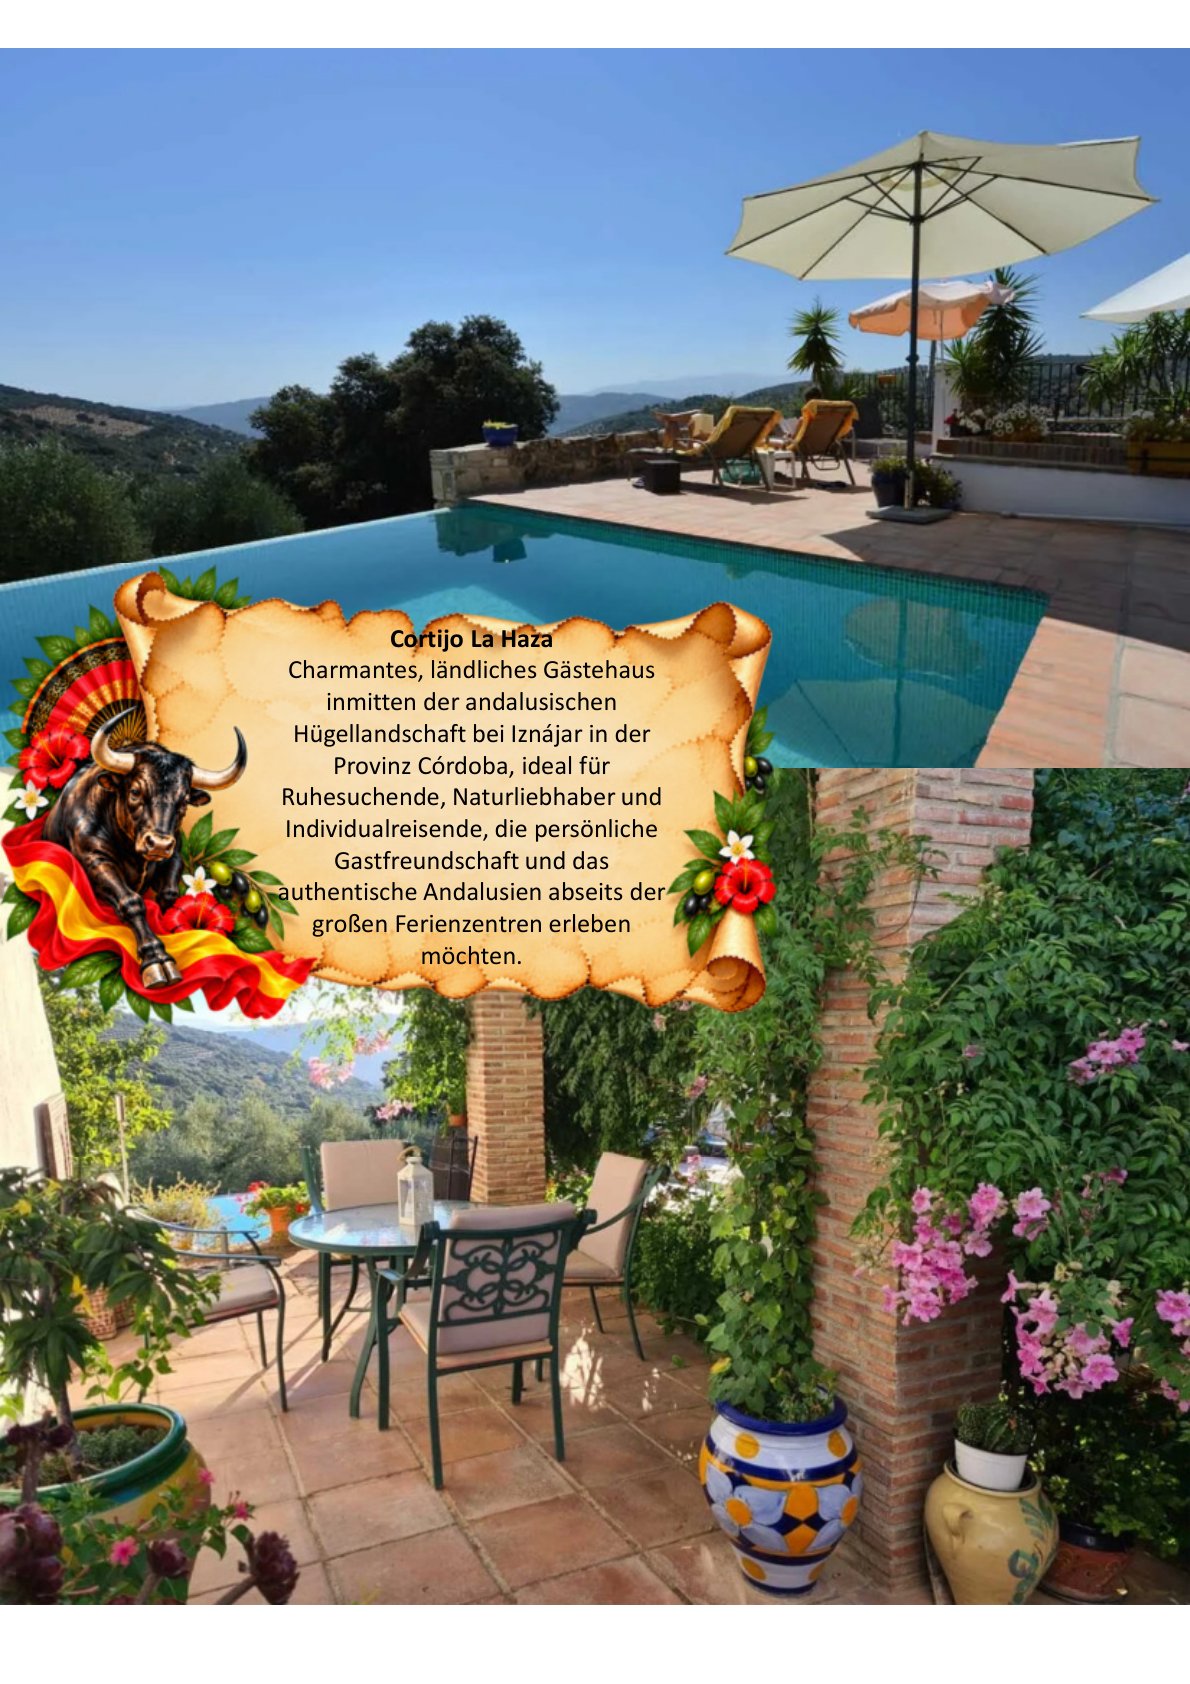 Cortijo La Haza
Charmantes, ländliches Gästehaus
inmitten der andalusischen
Hügellandschaft bei Iznájar in der
Provinz Córdoba, ideal für
Ruhesuchende, Naturliebhaber und
Individualreisende, die persönliche
Gastfreundschaft und das
authentische Andalusien abseits der
großen Ferienzentren erleben
möchten.